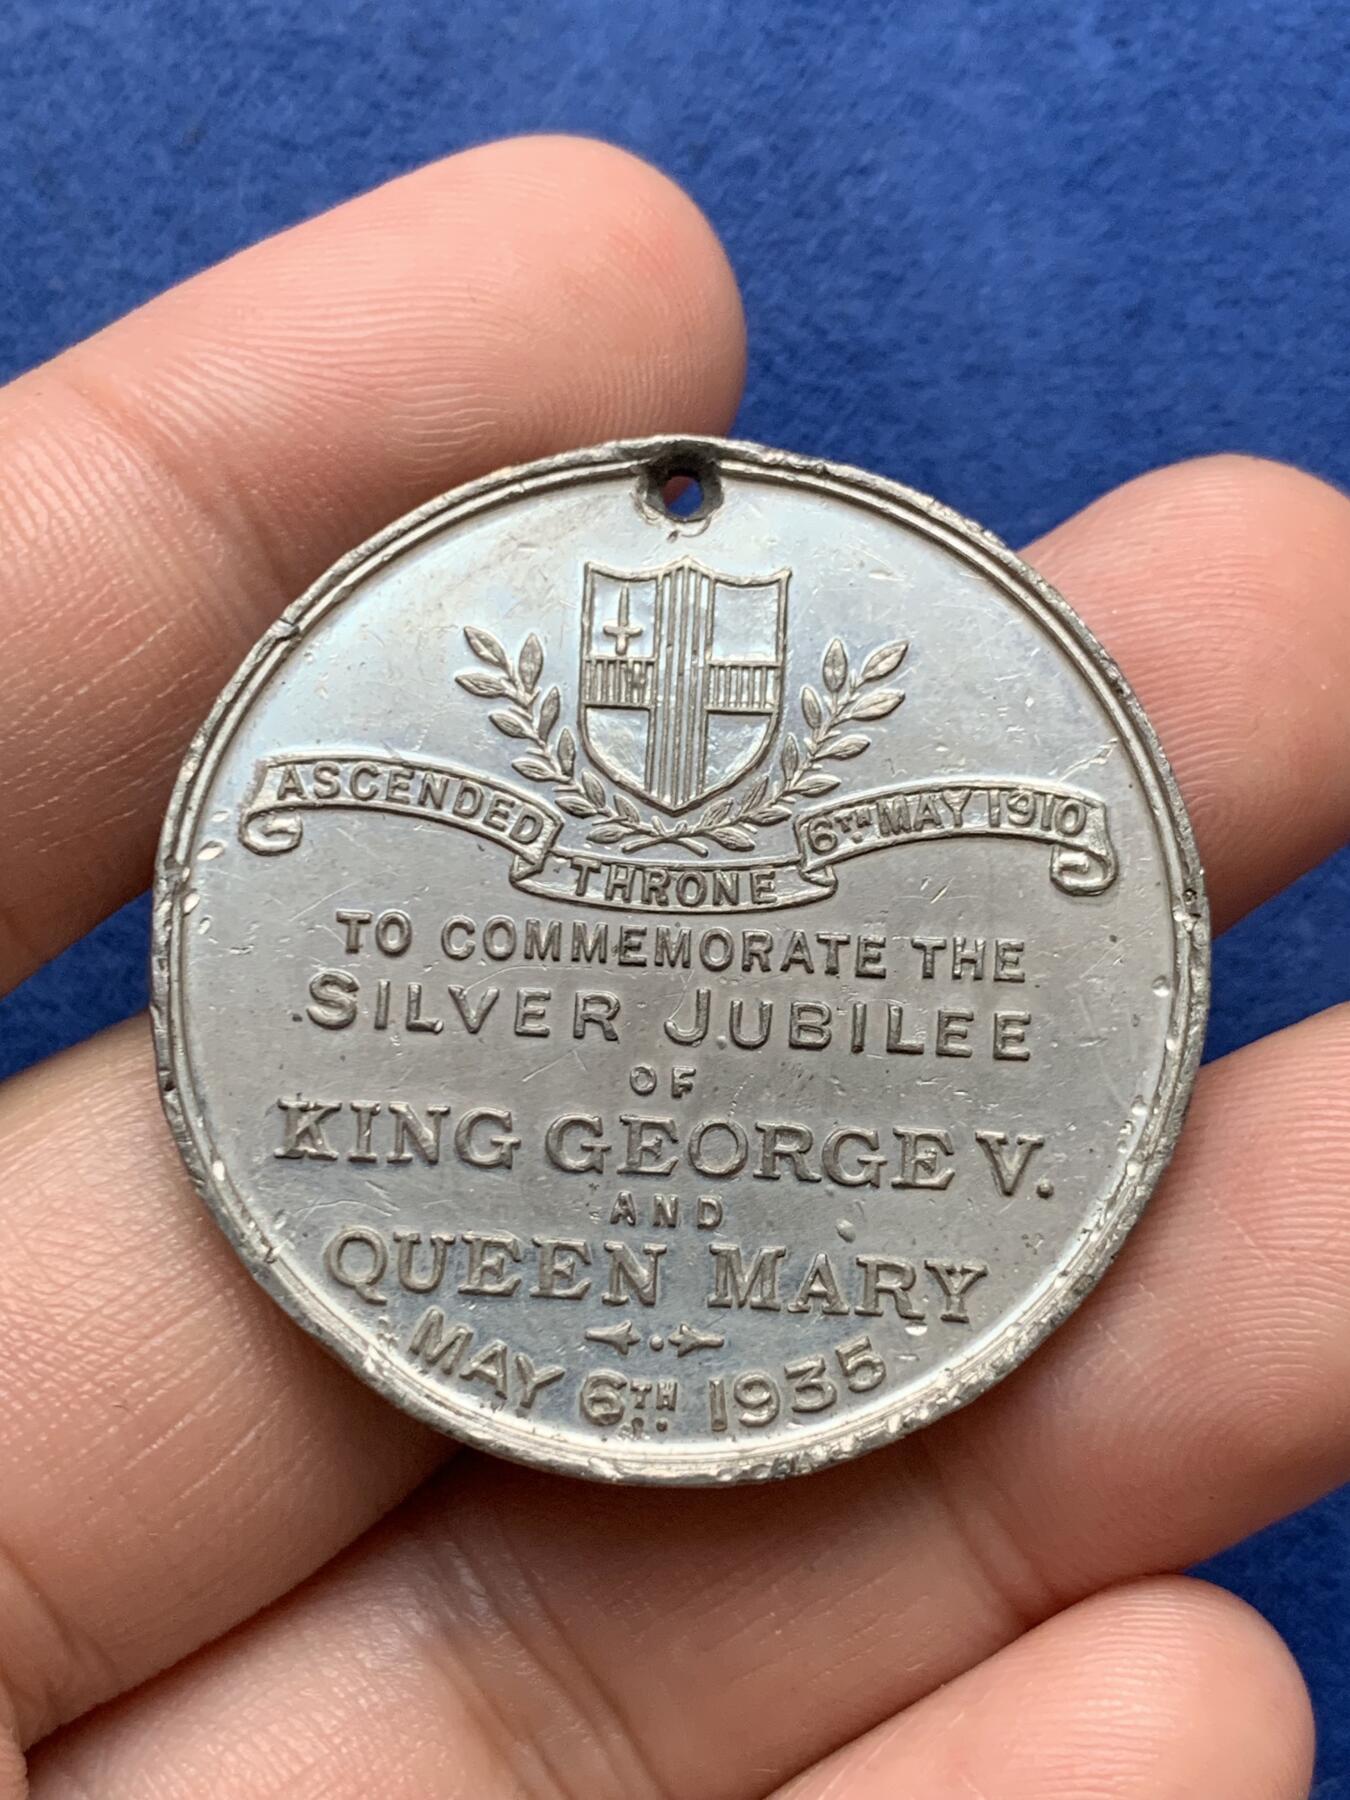 ASCENDED THRONE 6TH MAY 1910
TO COMMEMORATE THE
SILVER JUBILEE
OF
KING GEORGE V.
AND
QUEEN MARY
MAY 6TH 1935